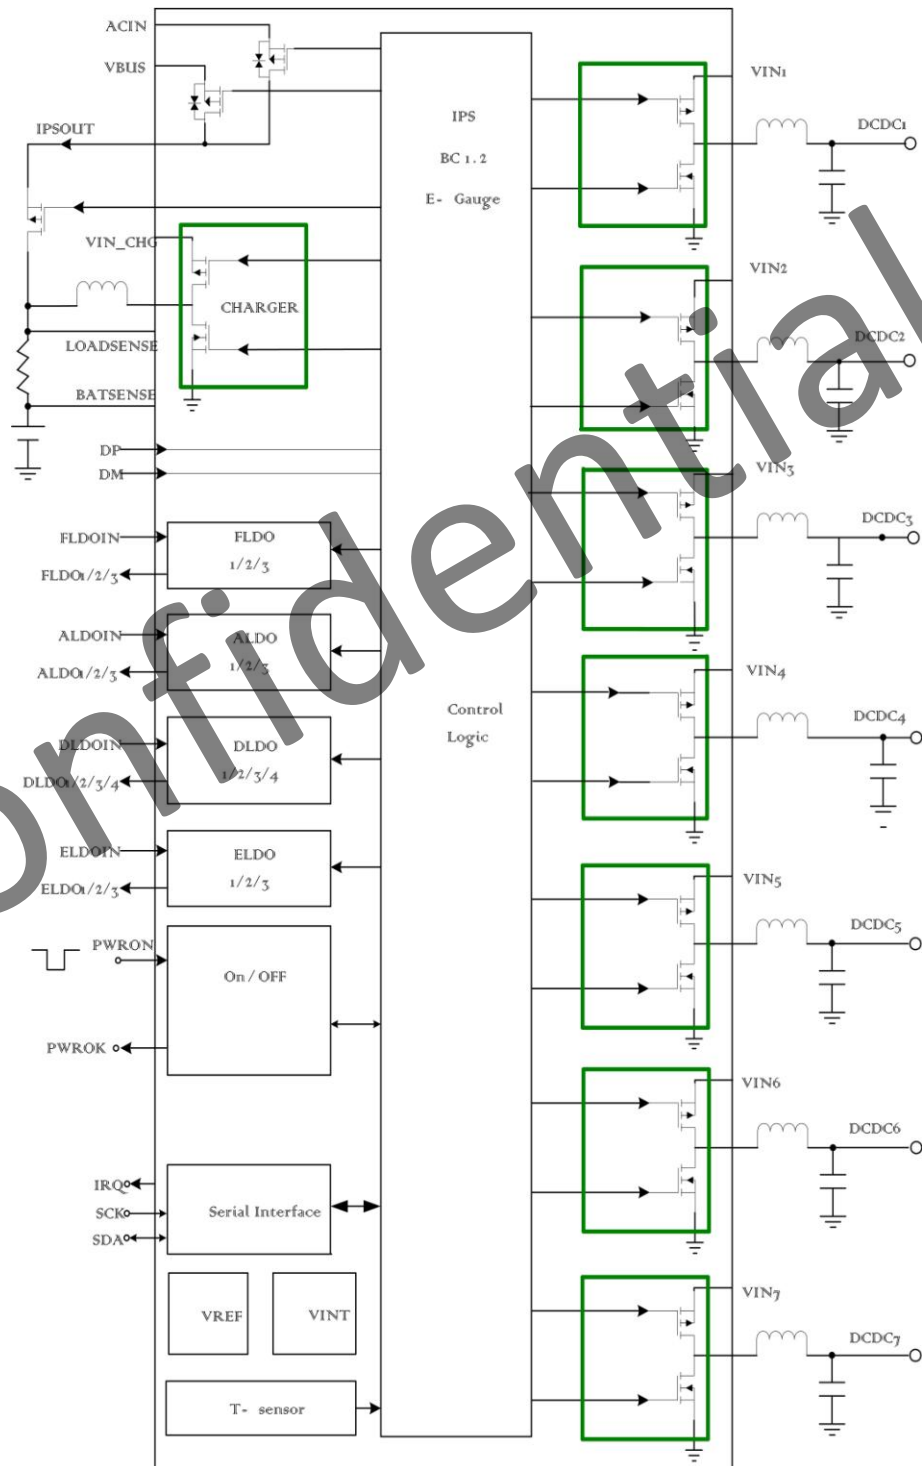 ACIN
VBUS
IPSOUT
VIN_CHG
CHARGER
LOADSENSE
BATSENSE
DP
DM
FLDOIN
FLDO1/2/3
FLDO
1/2/3
ALDOIN
ALDO1/2/3
ALDO
1/2/3
DLDOIN
DLDO1/2/3/4
DLDO
1/2/3/4
ELDOIN
ELDO1/2/3
ELDO
1/2/3
PWRON
On / OFF
PWROK
IRQ
SCK
SDA
Serial Interface
VREF
VINT
T- sensor
IPS
BC 1.2
E- Gauge
Control
Logic
VIN1
DCDC1
VIN2
DCDC2
VIN3
DCDC3
VIN4
DCDC4
VIN5
DCDC5
VIN6
DCDC6
VIN7
DCDC7
onfidential